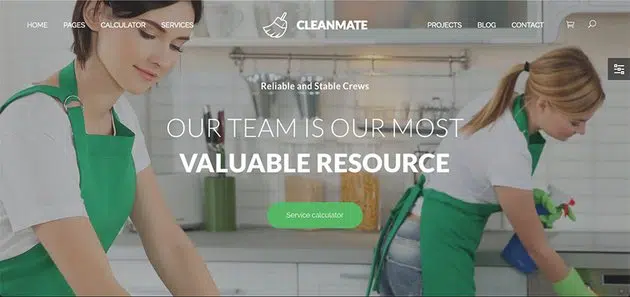 HOME PAGES CALCULATOR SERVICES CLEANMATE PROJECTS BLOG CONTACT
Reliable and Stable Crews
OUR TEAM IS OUR MOST
VALUABLE RESOURCE
Service calculator